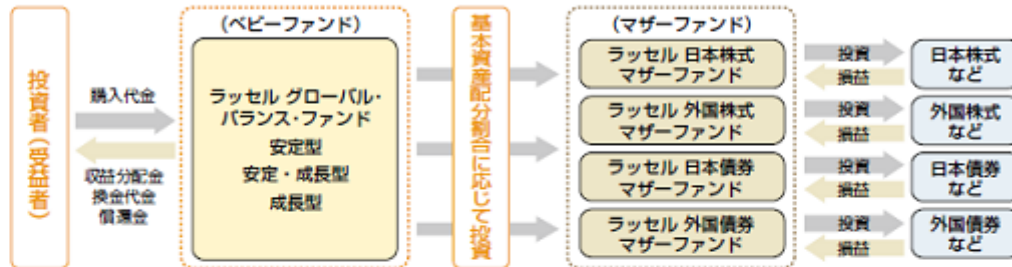 投資者（受益者）
購入代金
収益分配金
換金代金
償還金
（ベビーファンド）
ラッセル グローバル・
バランス・ファンド
安定型
安定・成長型
成長型
基本資産配分割合に応じて投資
（マザーファンド）
ラッセル 日本株式
マザーファンド
投資
損益
日本株式
など
ラッセル 外国株式
マザーファンド
投資
損益
外国株式
など
ラッセル 日本債券
マザーファンド
投資
損益
日本債券
など
ラッセル 外国債券
マザーファンド
投資
損益
外国債券
など